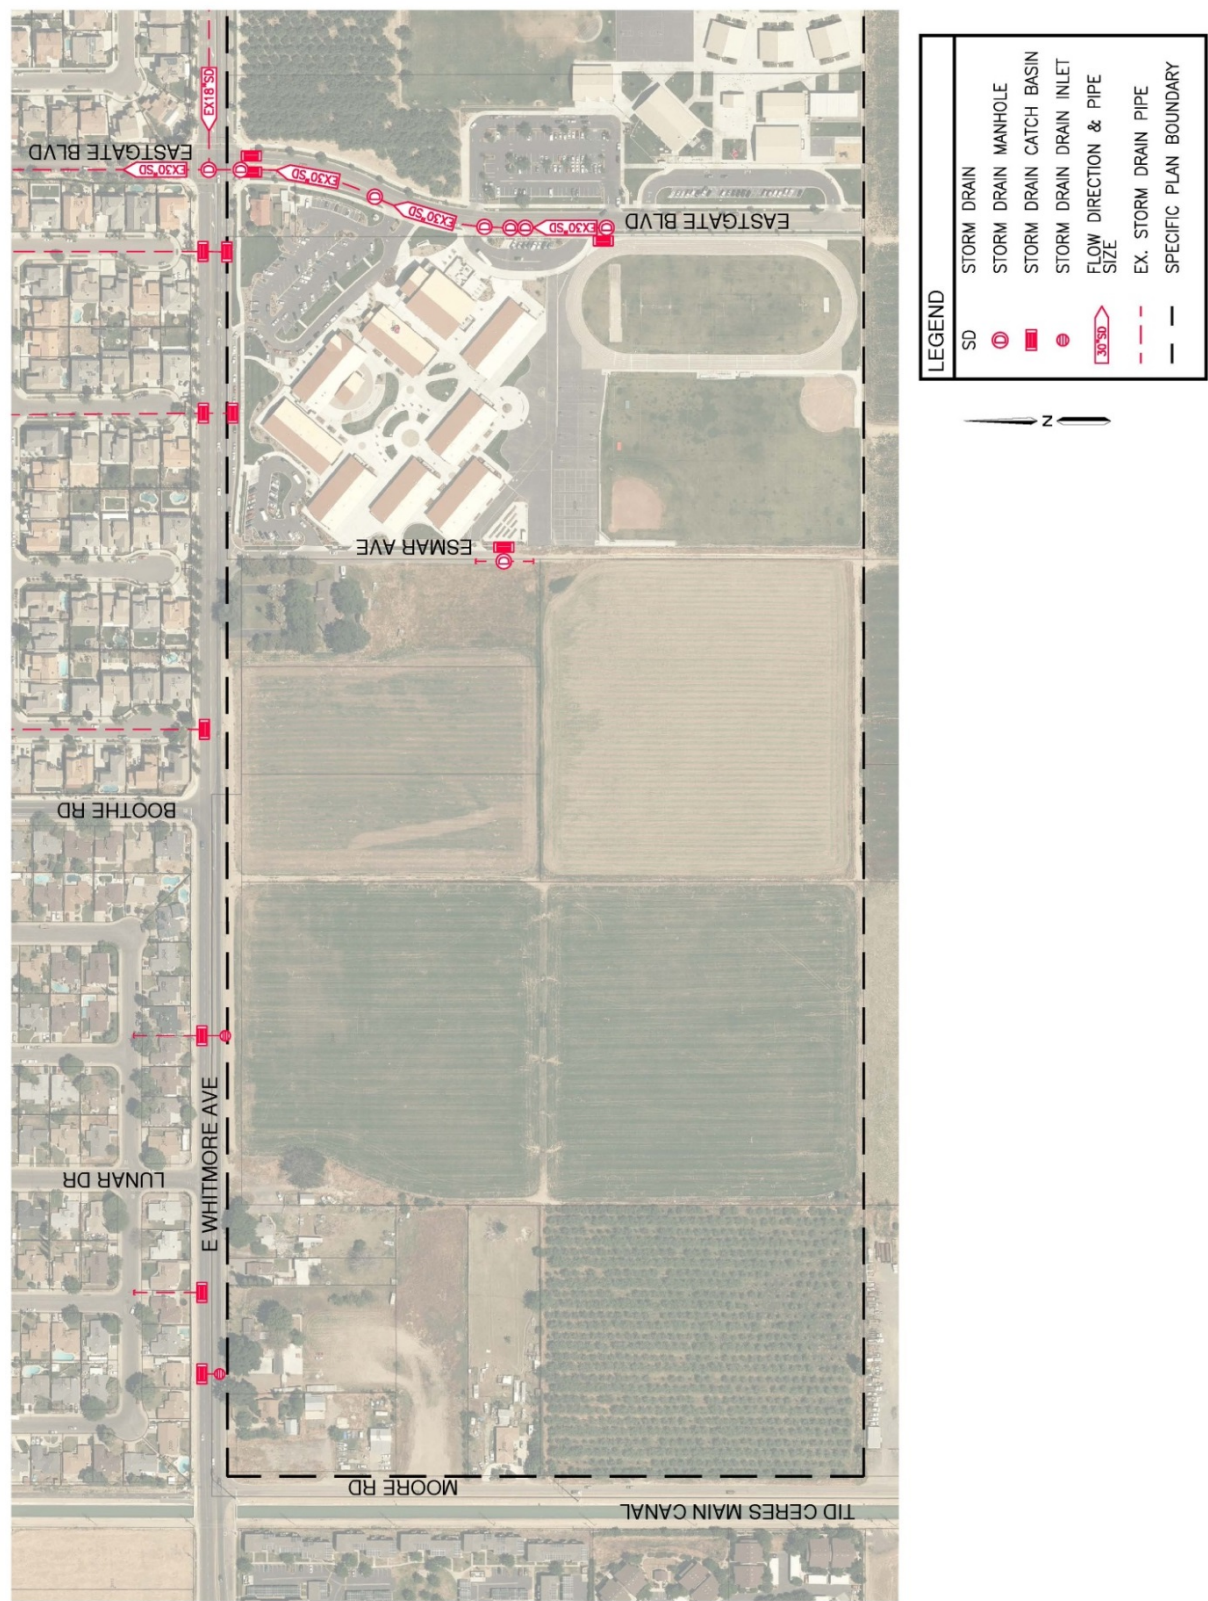 EX18"SD
EASTGATE BLVD
EX30"SD
EX30"SD
EX30"SD
EX30"SD
EASTGATE BLVD
ESMAR AVE
BOOTHE RD
E WHITMORE AVE
LUNAR DR
MOORE RD
TID CERES MAIN CANAL
D
D
D
D
D
D
D
D
N
LEGEND
SD STORM DRAIN
D STORM DRAIN MANHOLE
STORM DRAIN CATCH BASIN
STORM DRAIN DRAIN INLET
30"SD FLOW DIRECTION & PIPE
SIZE
EX. STORM DRAIN PIPE
SPECIFIC PLAN BOUNDARY